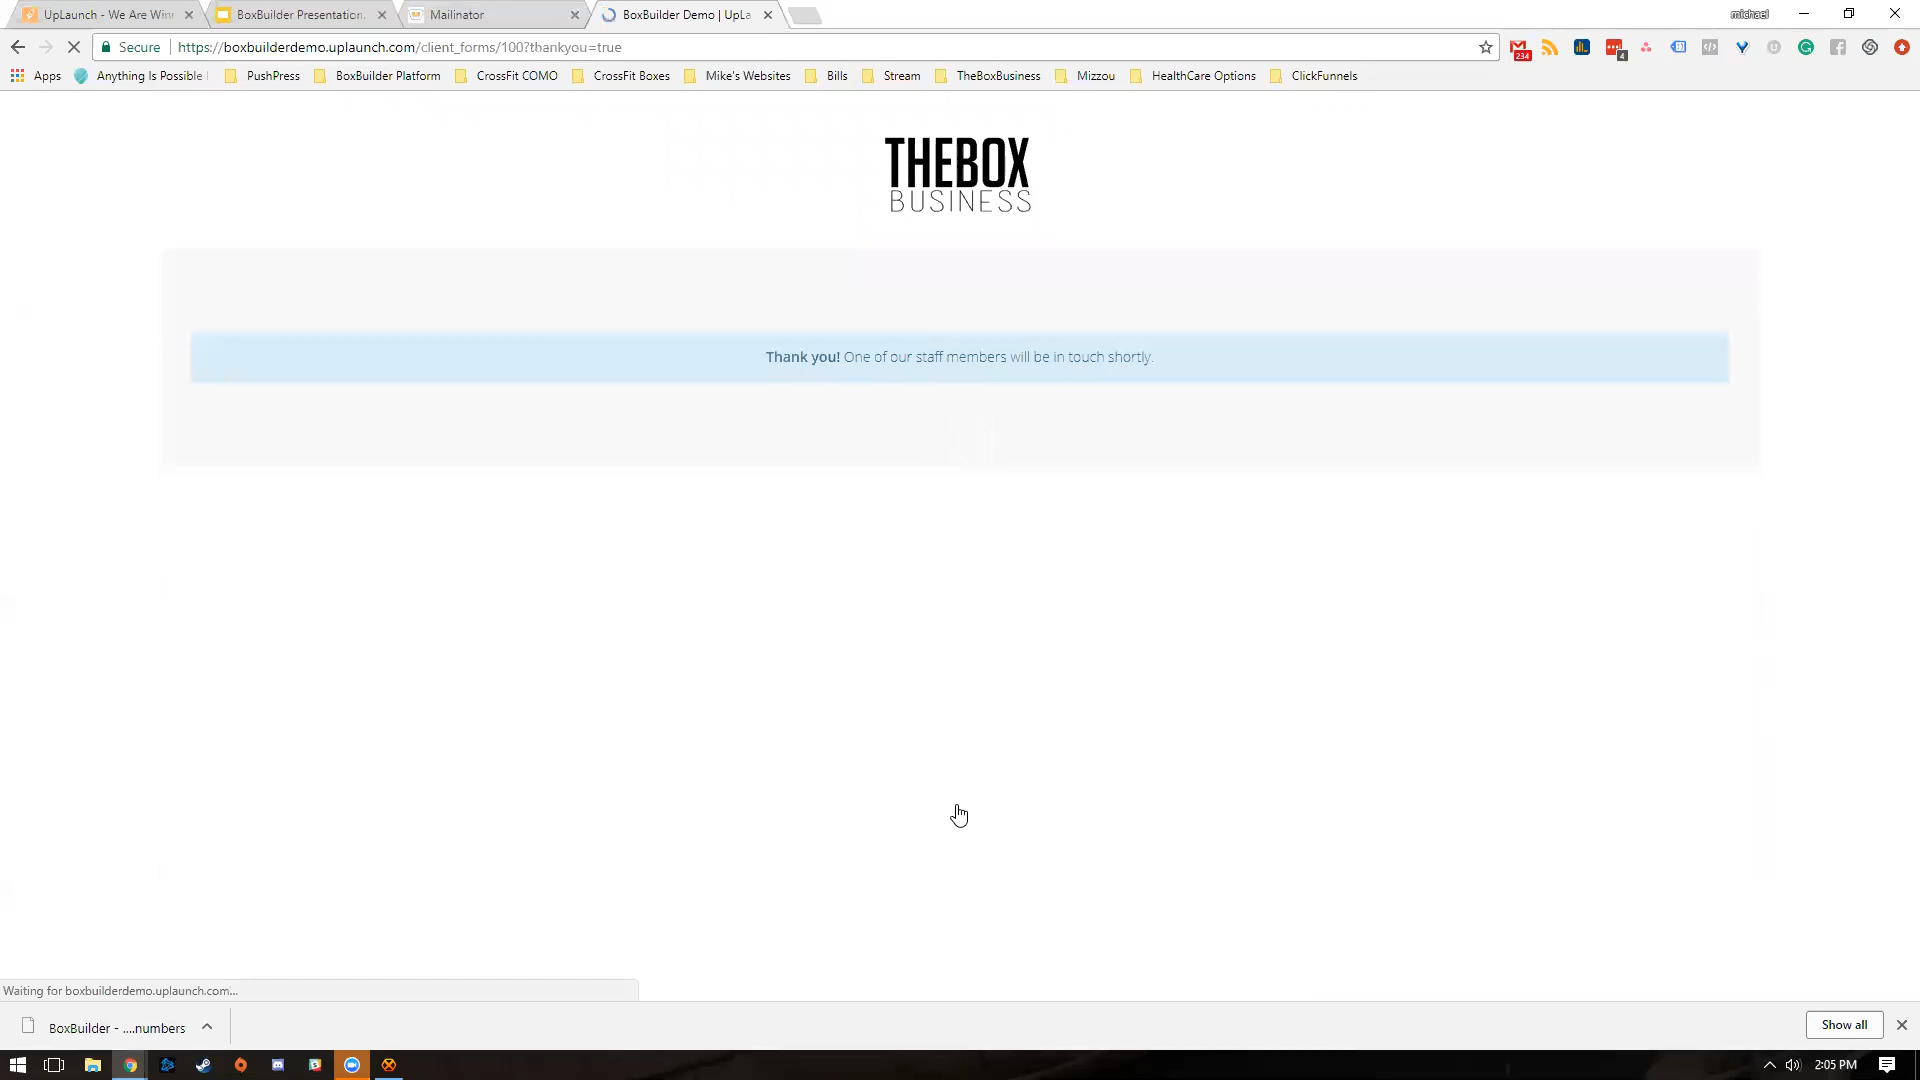 UpLaunch - We Are Winn
BoxBuilder Presentation.
Mailinator
BoxBuilder Demo | UpLa
michael
Secure
https://boxbuilderdemo.uplaunch.com/client_forms/100?thankyou=true
234
4
Apps
Anything Is Possible
PushPress
BoxBuilder Platform
CrossFit COMO
CrossFit Boxes
Mike's Websites
Bills
Stream
TheBoxBusiness
Mizzou
HealthCare Options
ClickFunnels
THEBOX
BUSINESS
Thank you! One of our staff members will be in touch shortly.
Waiting for boxbuilderdemo.uplaunch.com...
BoxBuilder - ....numbers
Show all
2:05 PM